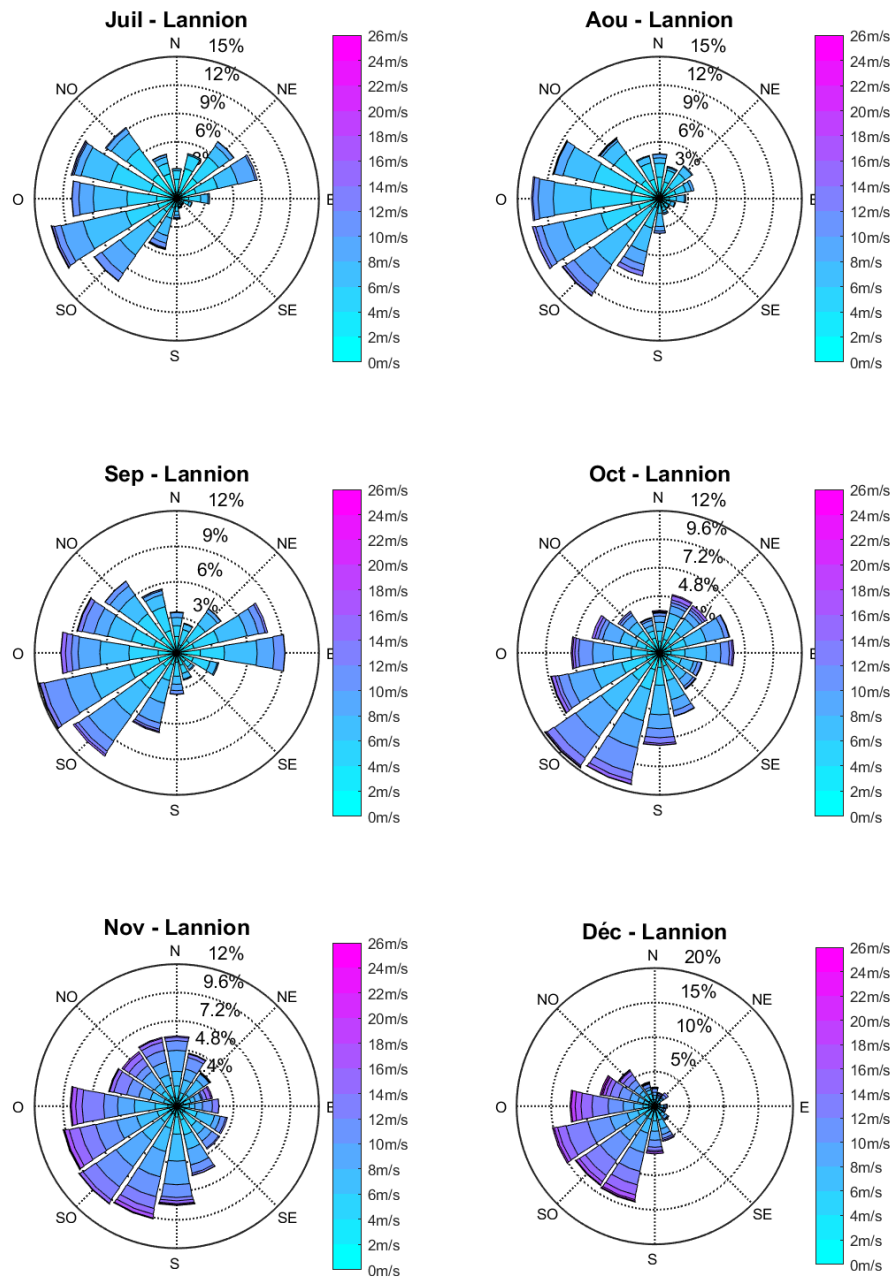 Juil - Lannion
N
NE
E
SE
S
SO
O
NO
15%
12%
9%
6%
3%
26m/s
24m/s
22m/s
20m/s
18m/s
16m/s
14m/s
12m/s
10m/s
8m/s
6m/s
4m/s
2m/s
0m/s
Aou - Lannion
N
NE
E
SE
S
SO
O
NO
15%
12%
9%
6%
3%
26m/s
24m/s
22m/s
20m/s
18m/s
16m/s
14m/s
12m/s
10m/s
8m/s
6m/s
4m/s
2m/s
0m/s
Sep - Lannion
N
NE
E
SE
S
SO
O
NO
12%
9%
6%
3%
26m/s
24m/s
22m/s
20m/s
18m/s
16m/s
14m/s
12m/s
10m/s
8m/s
6m/s
4m/s
2m/s
0m/s
Oct - Lannion
N
NE
E
SE
S
SO
O
NO
12%
9.6%
7.2%
4.8%
26m/s
24m/s
22m/s
20m/s
18m/s
16m/s
14m/s
12m/s
10m/s
8m/s
6m/s
4m/s
2m/s
0m/s
Nov - Lannion
N
NE
E
SE
S
SO
O
NO
12%
9.6%
7.2%
4.8%
26m/s
24m/s
22m/s
20m/s
18m/s
16m/s
14m/s
12m/s
10m/s
8m/s
6m/s
4m/s
2m/s
0m/s
Déc - Lannion
N
NE
E
SE
S
SO
O
NO
20%
15%
10%
5%
26m/s
24m/s
22m/s
20m/s
18m/s
16m/s
14m/s
12m/s
10m/s
8m/s
6m/s
4m/s
2m/s
0m/s